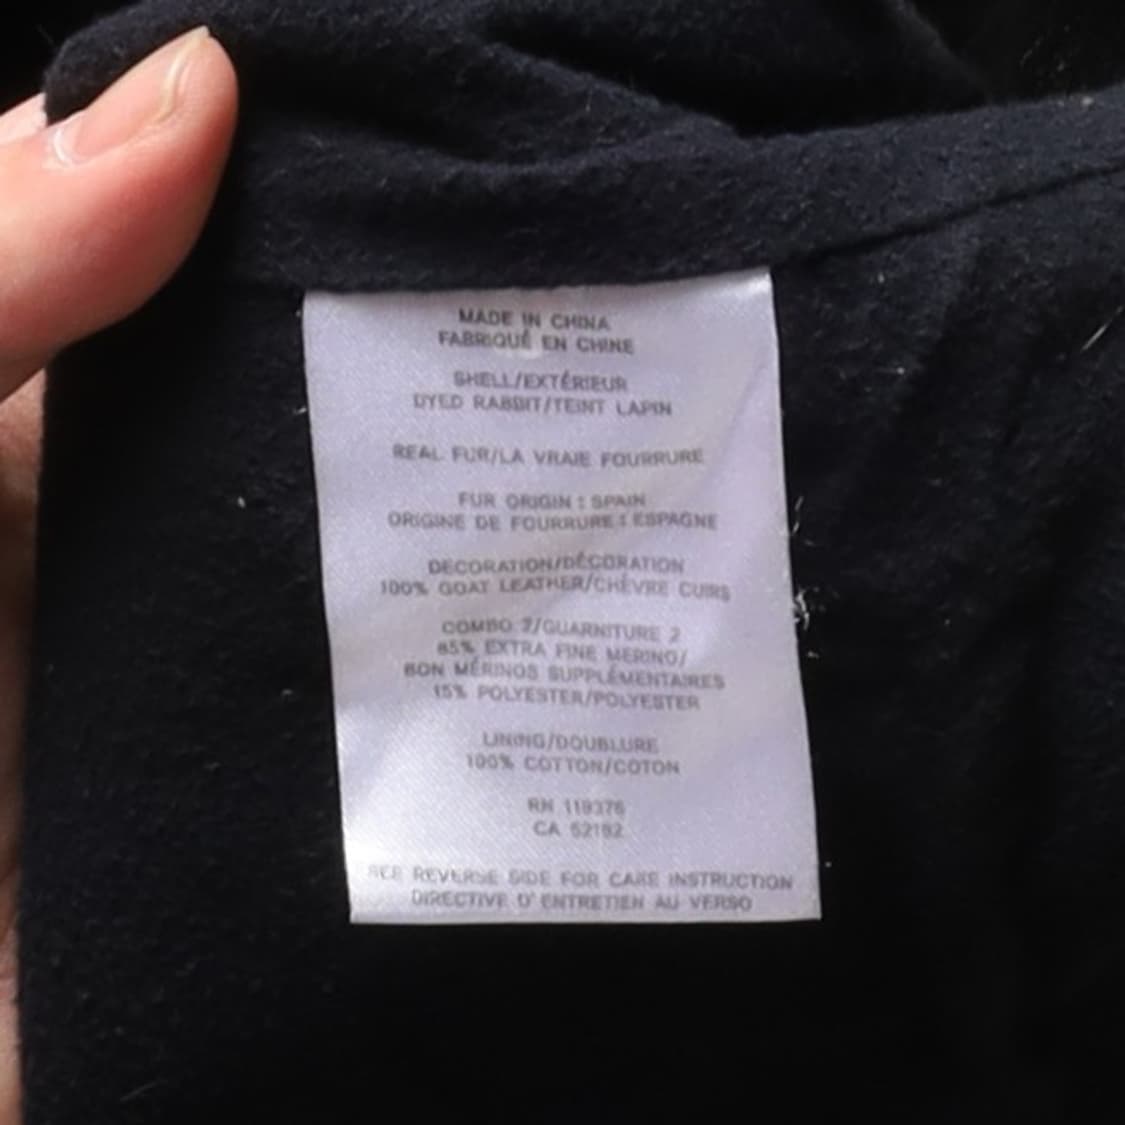 MADE IN CHINA
FABRIQUÉ EN CHINE
SHELL/EXTÉRIEUR
DYED RABBIT/TEINT LAPIN
REAL FUR/LA VRAIE FOURRURE
FUR ORIGIN : SPAIN
ORIGINE DE FOURRURE : ESPAGNE
DECORATION/DÉCORATION
100% GOAT LEATHER/CHÈVRE CUIRS
COMBO 2/GUARNITURE 2
85% EXTRA FINE MERINO/
BON MÉRINOS SUPPLÉMENTAIRES
15% POLYESTER/POLYESTER
LINING/DOUBLURE
100% COTTON/COTON
RN 119376
CA 52182
SEE REVERSE SIDE FOR CARE INSTRUCTION
DIRECTIVE D' ENTRETIEN AU VERSO